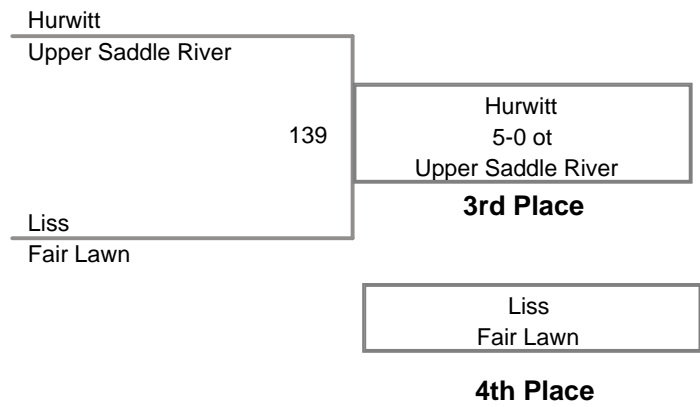 Hurwitt
Upper Saddle River
139
Hurwitt
5-0 ot
Upper Saddle River
3rd Place
Liss
Fair Lawn
Liss
Fair Lawn
4th Place